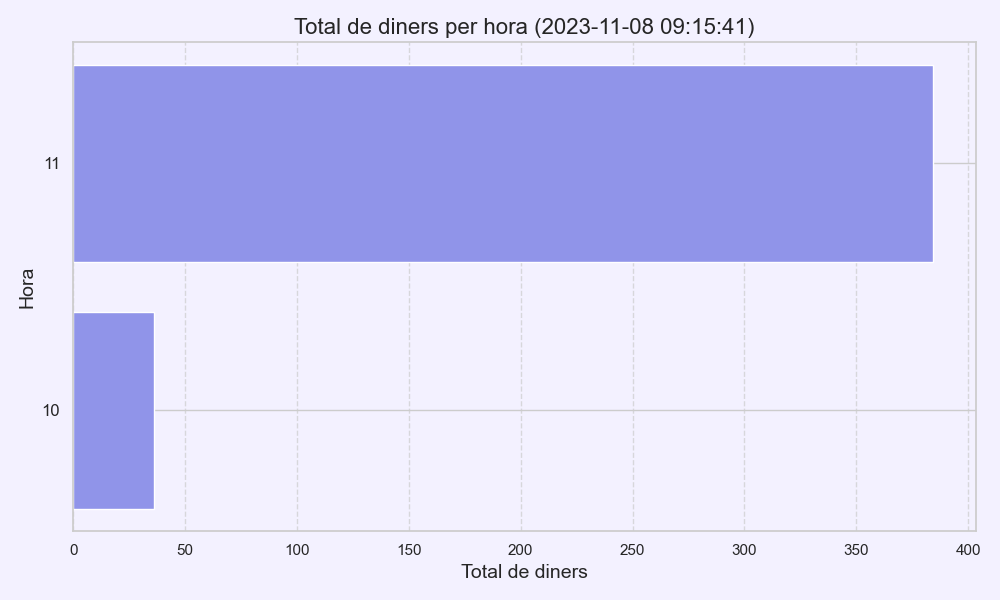 Total de diners per hora (2023-11-08 09:15:41)
11
Hora
10
0 50 100 150 200 250 300 350 400
Total de diners